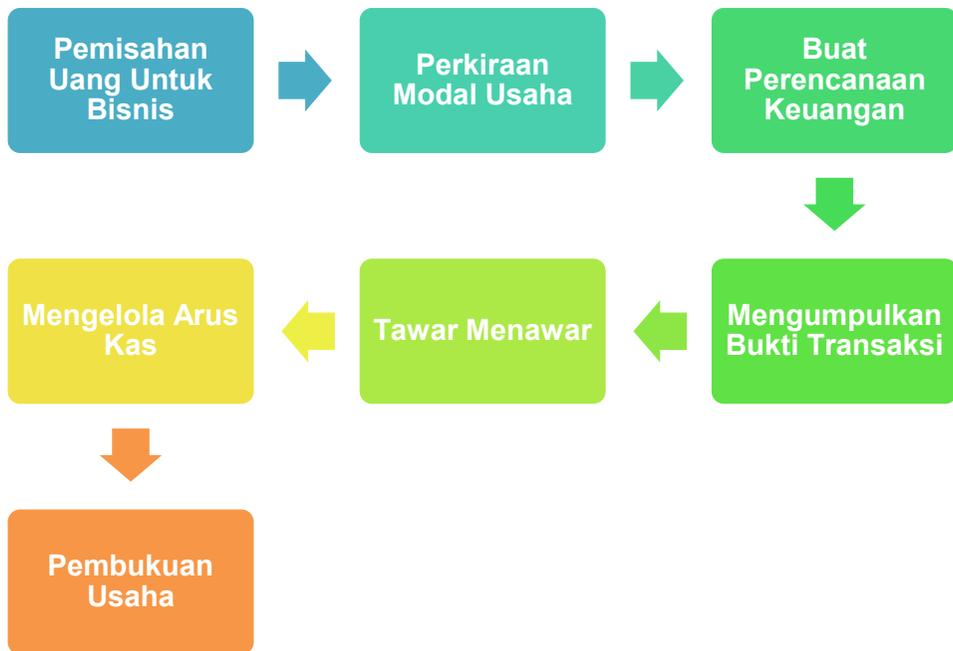 Pemisahan
Uang Untuk
Bisnis
Perkiraan
Modal Usaha
Buat
Perencanaan
Keuangan
Mengumpulkan
Bukti Transaksi
Tawar Menawar
Mengelola Arus
Kas
Pembukuan
Usaha